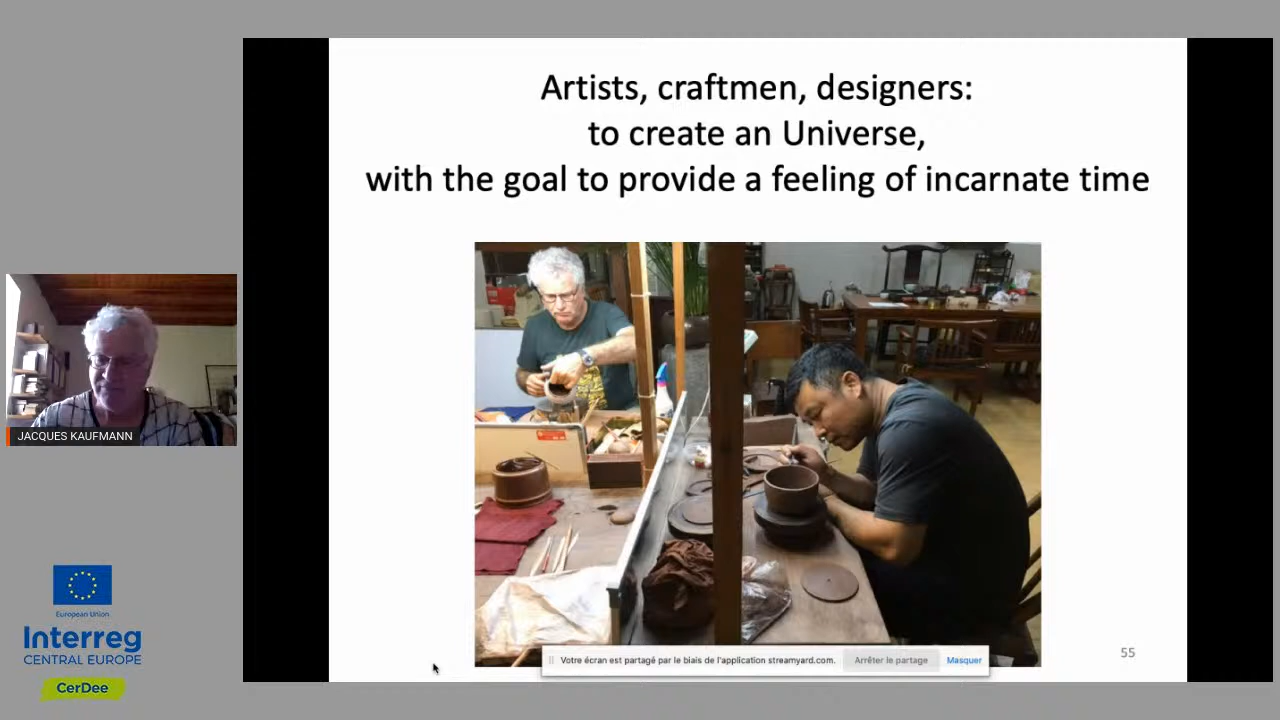 Artists, craftmen, designers:
to create an Universe,
with the goal to provide a feeling of incarnate time
JACQUES KAUFMANN
European Union
Interreg
CENTRAL EUROPE
CerDee
Votre écran est partagé par le biais de l'application streamyard.com. Arrêter le partage Masquer
55